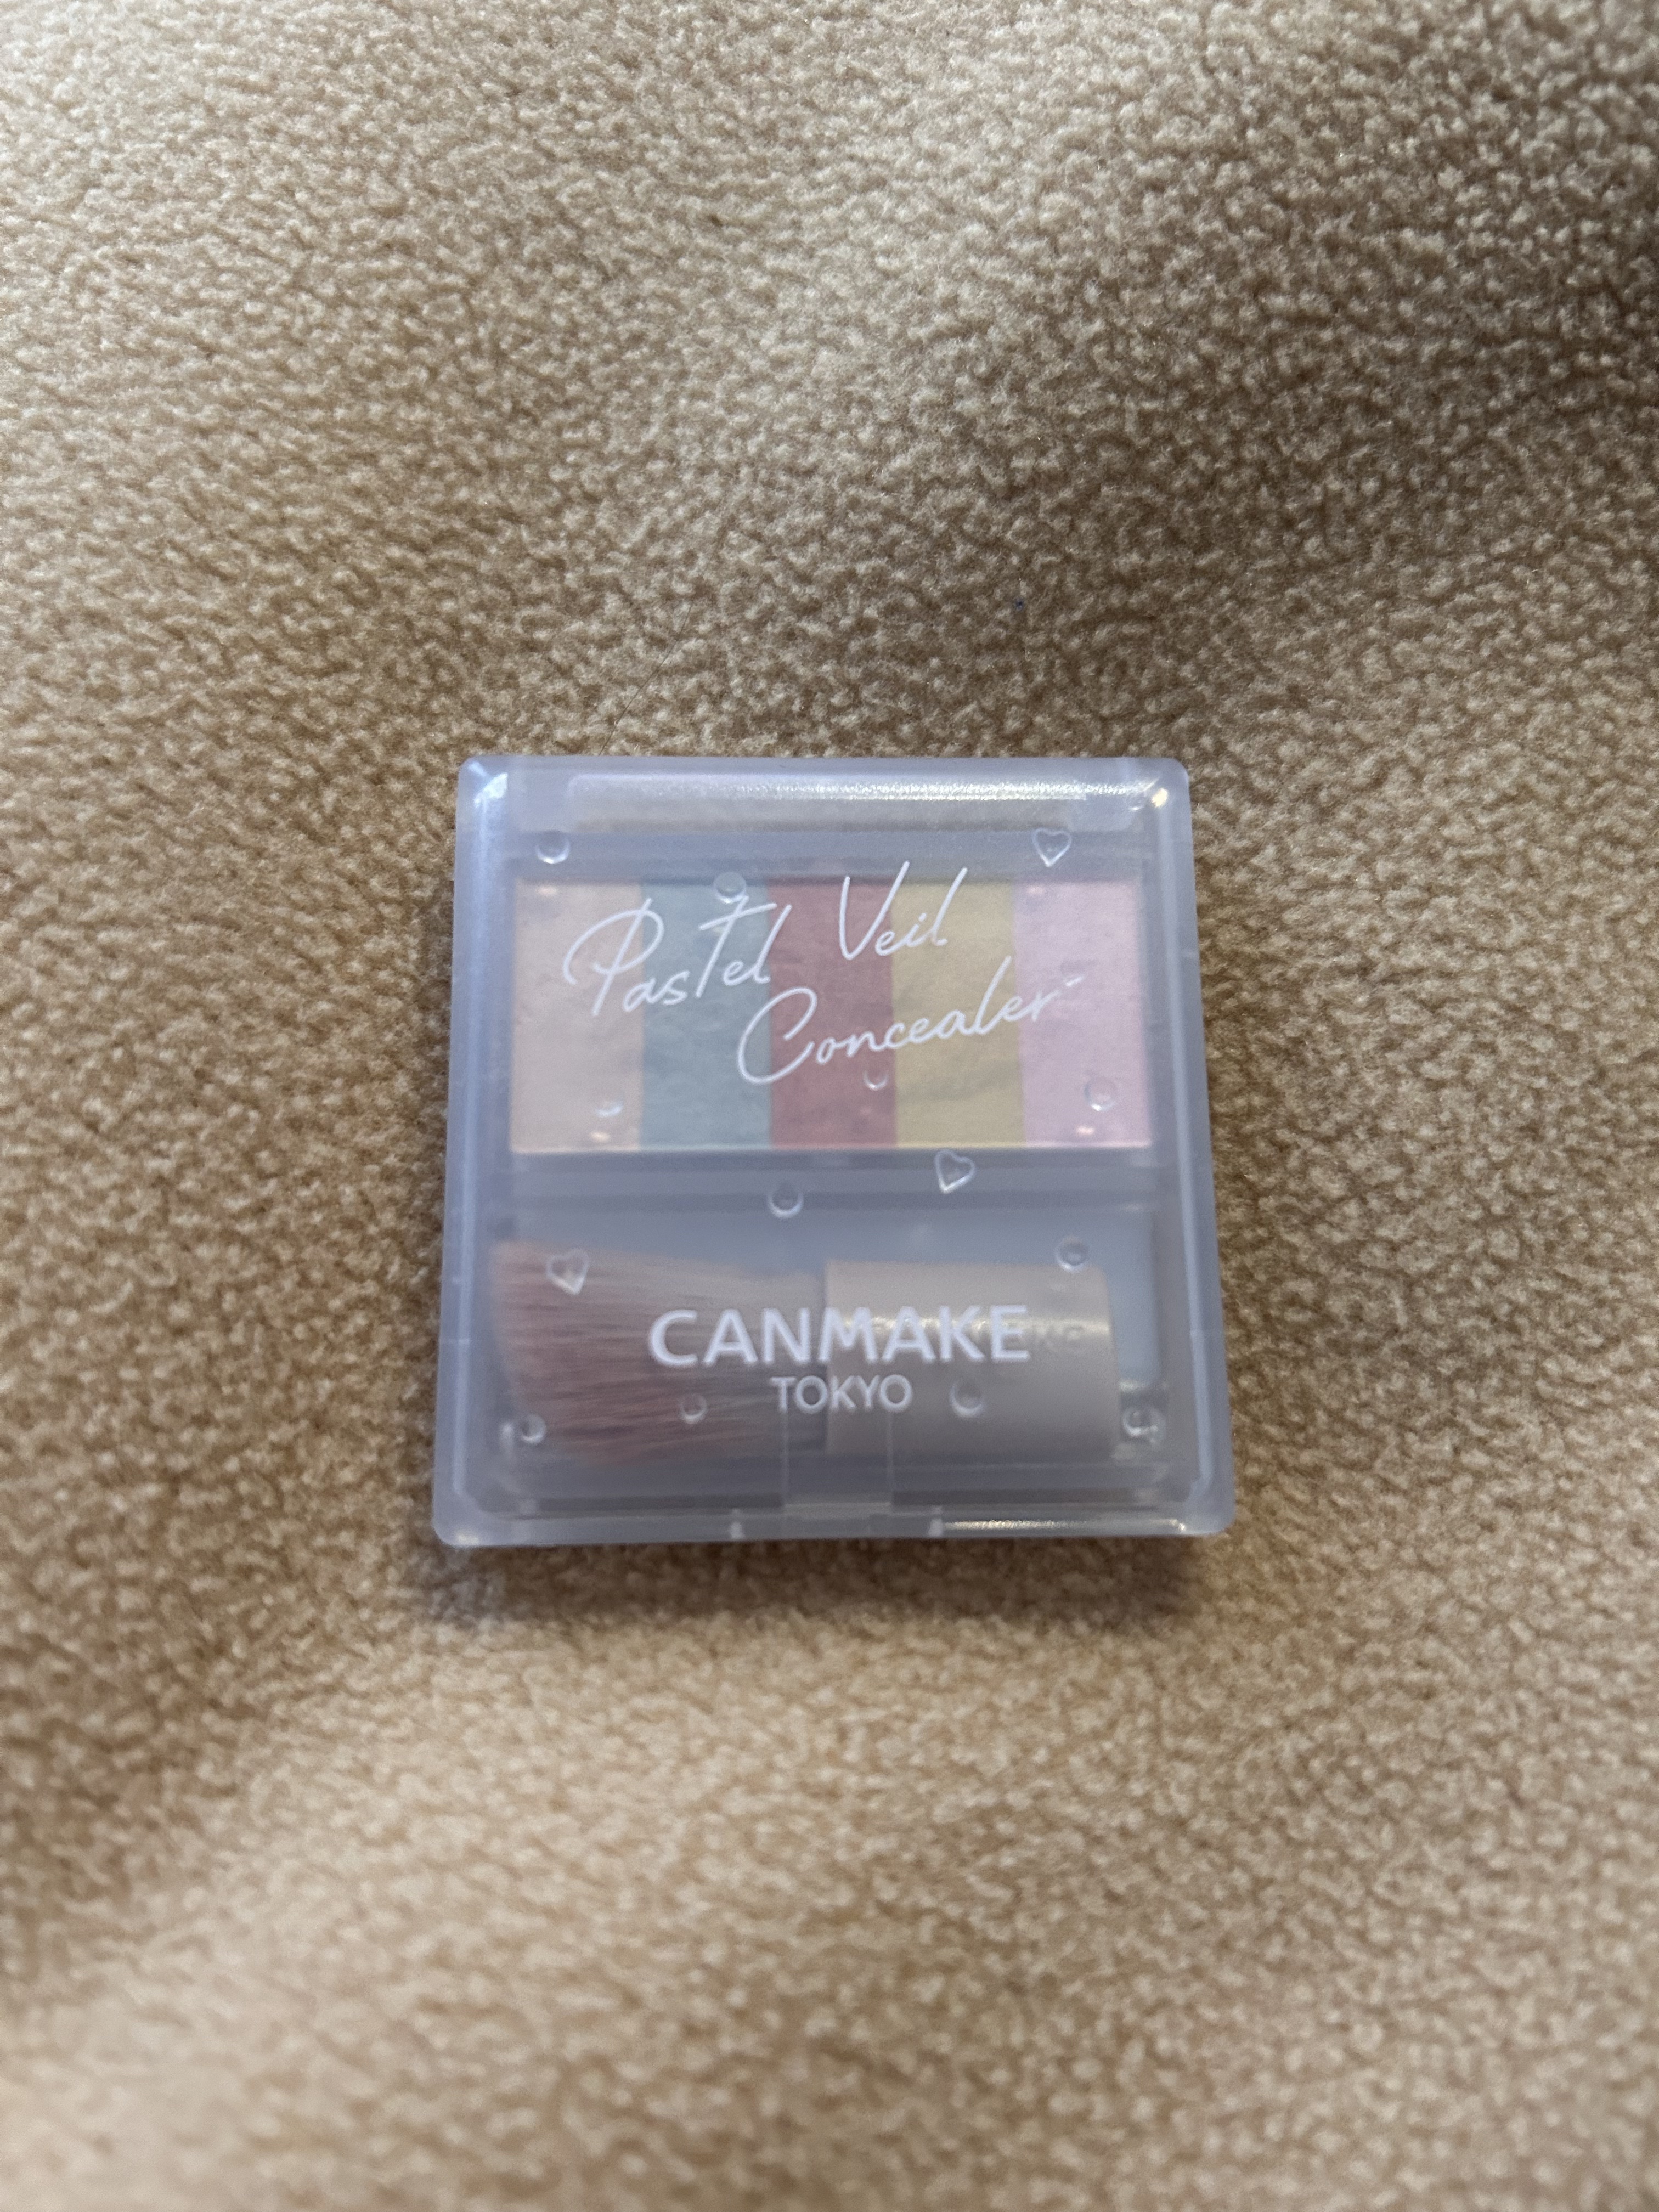 Pastel Veil
Concealer
CANMAKE
TOKYO